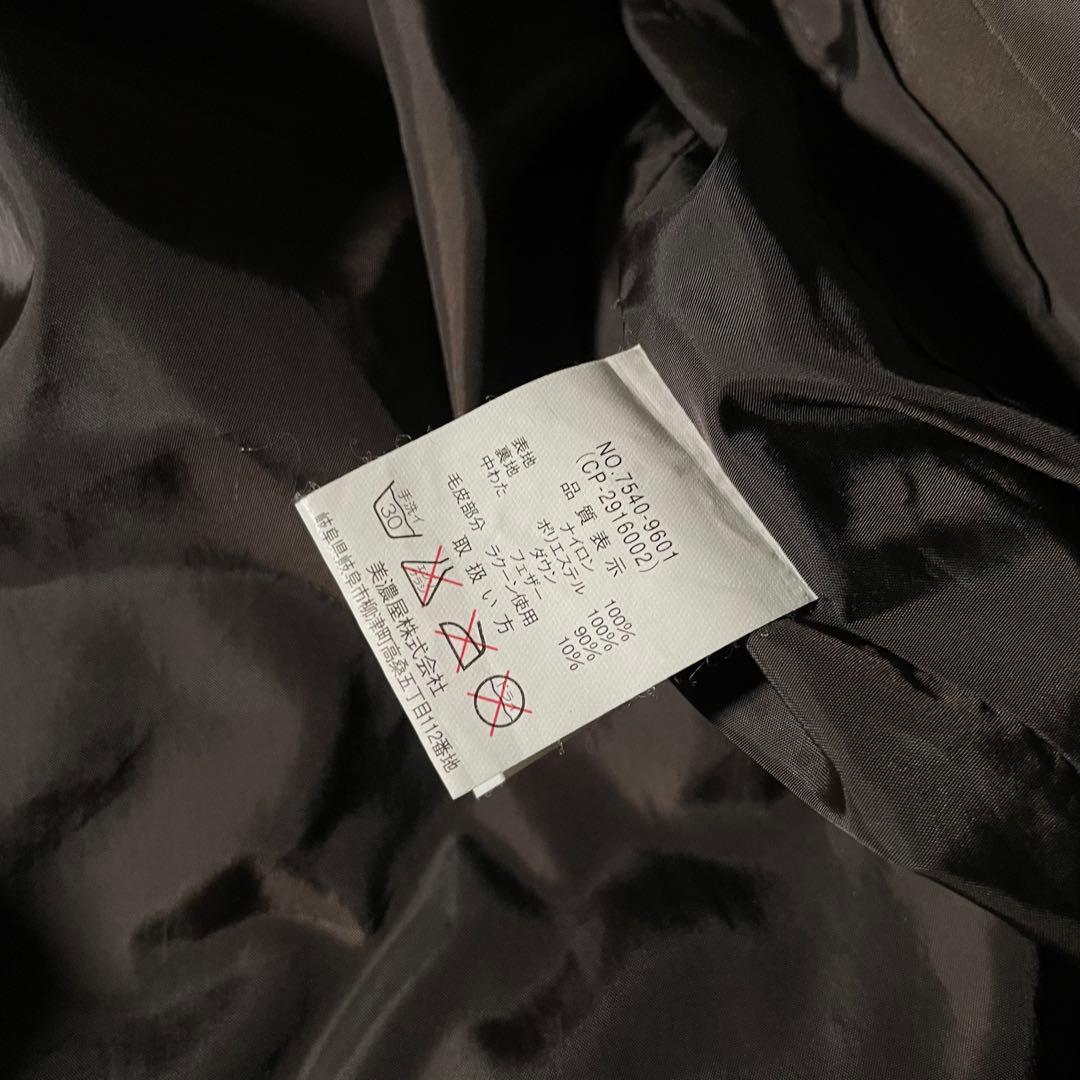 NO.7540-9601
(CP-2916002)
品質表示
表地 ナイロン 100%
裏地 ポリエステル 100%
中わた ダウン 90%
フェザー 10%
毛皮部分 ラクーン使用
取扱い方
手洗イ
30
美濃屋株式会社
岐阜県岐阜市柳津町高桑五丁目112番地